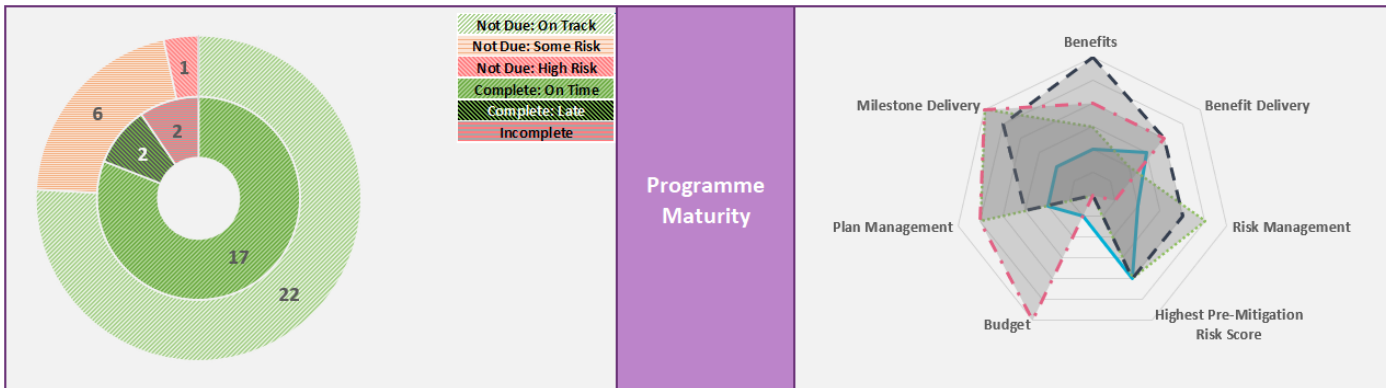 Not Due: On Track
Not Due: Some Risk
Not Due: High Risk
Complete: On Time
Complete: Late
Incomplete
1
6
2
2
17
22
Programme
Maturity
Benefits
Milestone Delivery
Benefit Delivery
Plan Management
Risk Management
Budget
Highest Pre-Mitigation
Risk Score